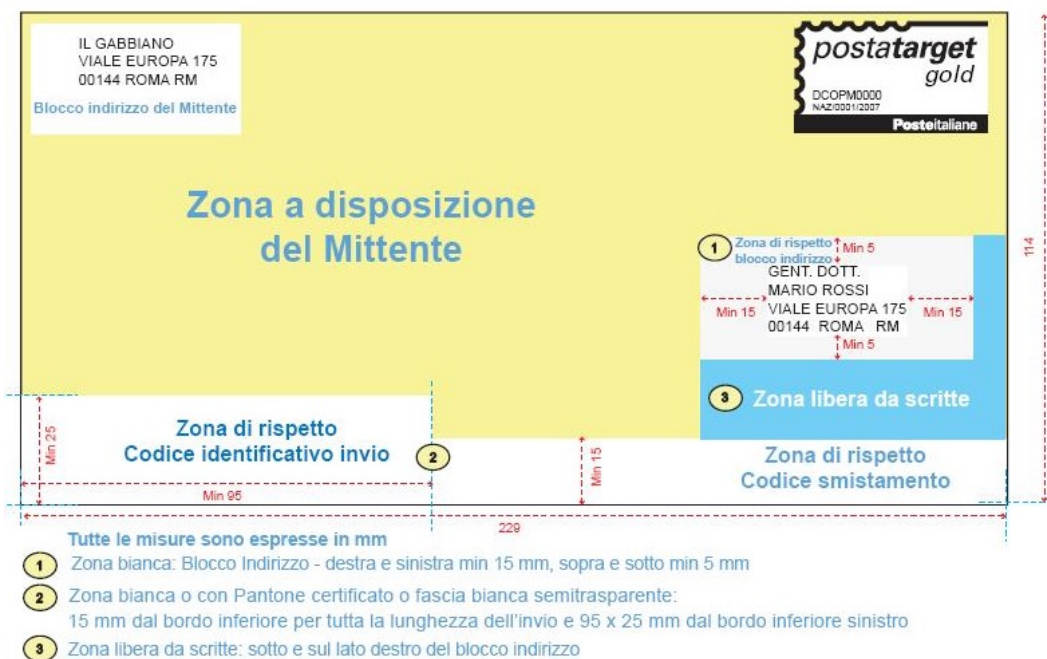 IL GABBIANO
VIALE EUROPA 175
00144 ROMA RM
Blocco indirizzo del Mittente
postatarget
gold
DCOPM0000
NAZ/0001/2007
Posteitaliane
Zona a disposizione
del Mittente
1
Zona di rispetto
blocco indirizzo
Min 5
GENT. DOTT.
MARIO ROSSI
VIALE EUROPA 175
00144 ROMA RM
Min 15
Min 15
Min 5
114
3 Zona libera da scritte
Min 25
Zona di rispetto
Codice identificativo invio
2
Min 95
Min 15
Zona di rispetto
Codice smistamento
229
Tutte le misure sono espresse in mm
1 Zona bianca: Blocco Indirizzo - destra e sinistra min 15 mm, sopra e sotto min 5 mm
2 Zona bianca o con Pantone certificato o fascia bianca semitrasparente:
15 mm dal bordo inferiore per tutta la lunghezza dell'invio e 95 x 25 mm dal bordo inferiore sinistro
3 Zona libera da scritte: sotto e sul lato destro del blocco indirizzo